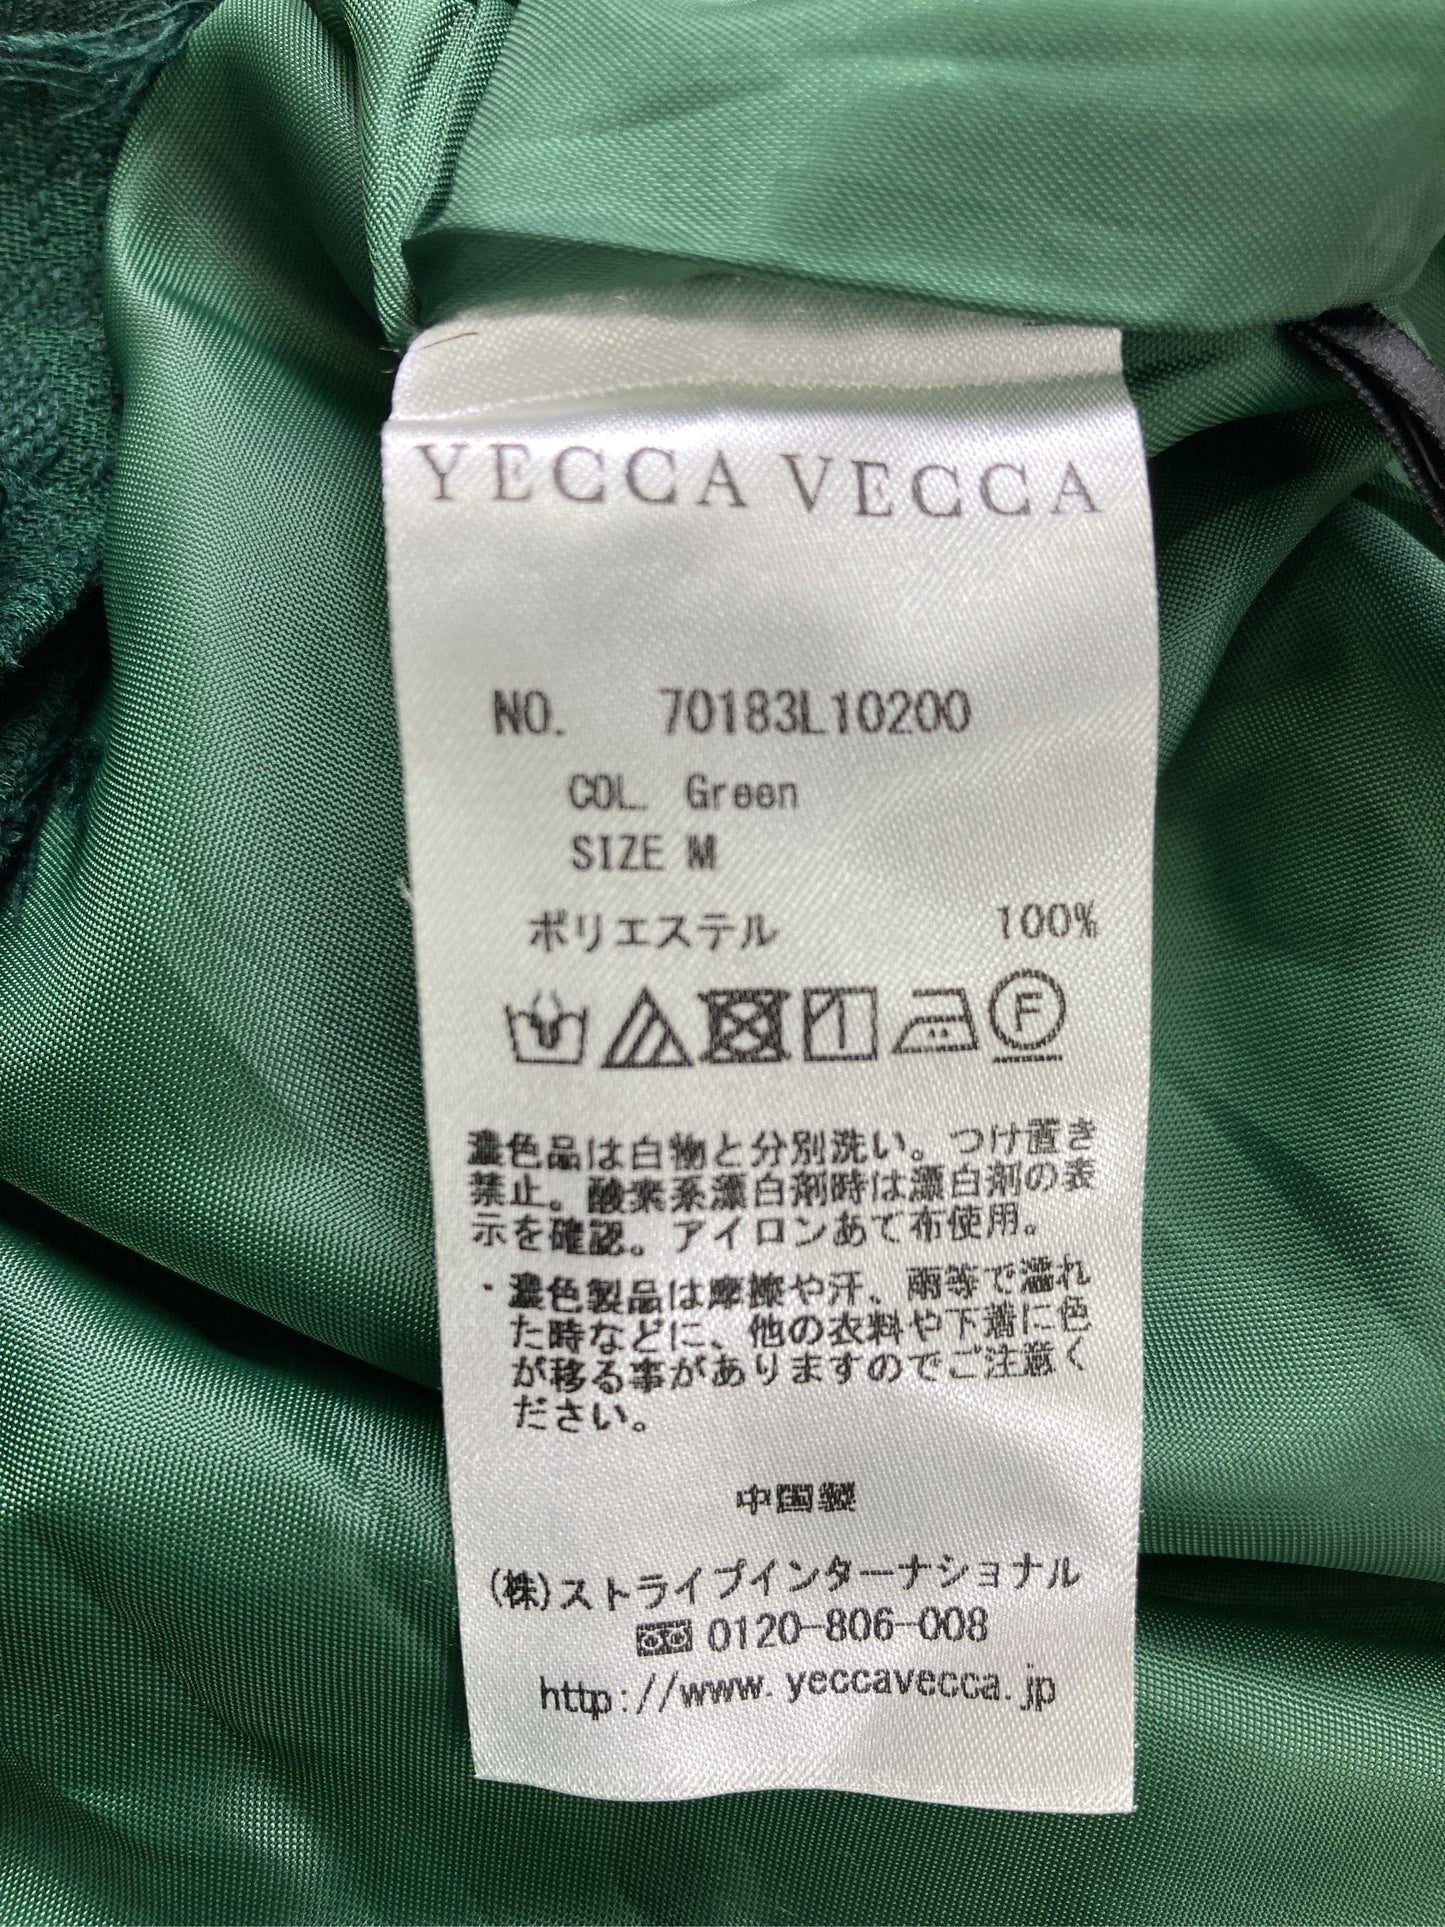 YECCA VECCA
NO. 70183L10200
COL. Green
SIZE M
ポリエステル 100%
F
濃色品は白物と分別洗い。つけ置き
禁止。酸素系漂白剤時は漂白剤の表
示を確認。アイロンあて布使用。
・濃色製品は摩擦や汗、雨等で濡れ
た時などに、他の衣料や下着に色
が移る事がありますのでご注意く
ださい。
中国製
(株)ストライプインターナショナル
0120-806-008
http://www.yeccavecca.jp